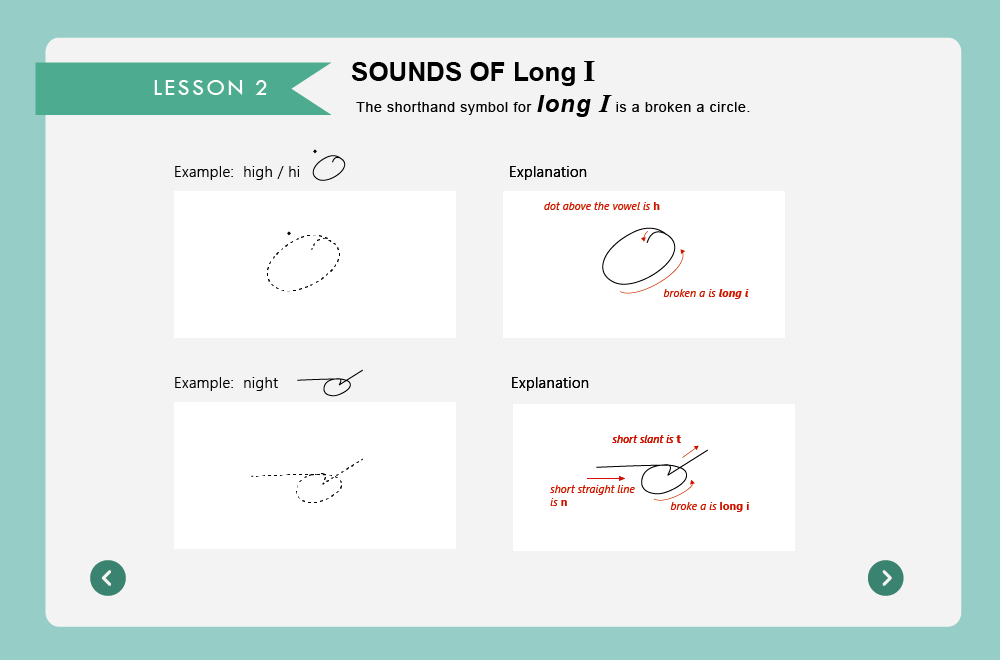 LESSON 2
SOUNDS OF Long I
The shorthand symbol for long I is a broken a circle.
Example: high / hi
Explanation
dot above the vowel is h
broken a is long i
Example: night
Explanation
short slant is t
short straight line
is n
broke a is long i